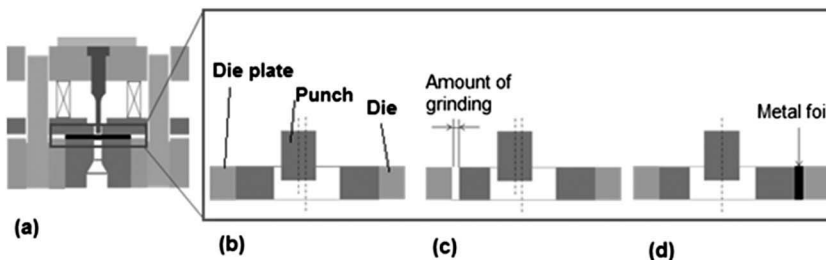 Die plate
Punch
Die
Amount of
grinding
Metal foi
(a)
(b)
(c)
(d)